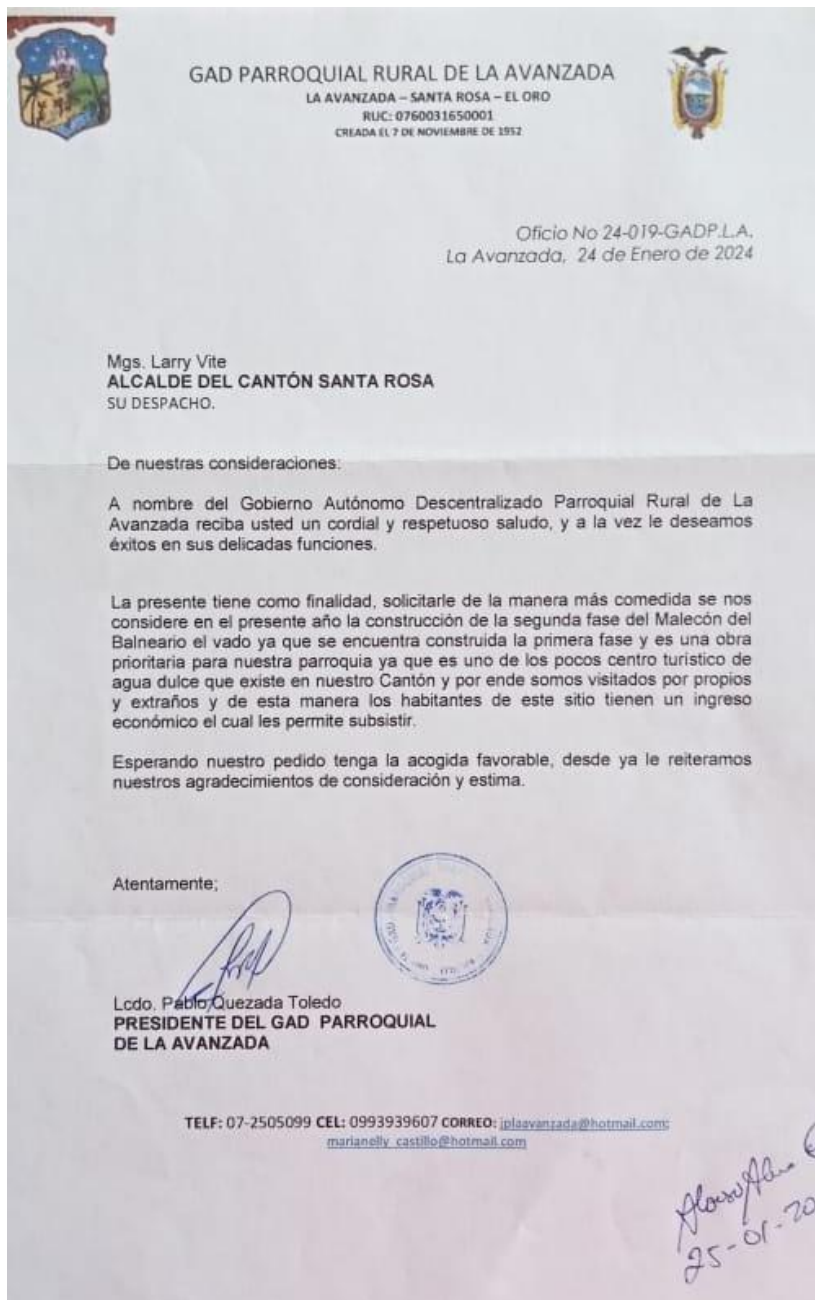 GAD PARROQUIAL RURAL DE LA AVANZADA
LA AVANZADA – SANTA ROSA – EL ORO
RUC: 0760031650001
CREADA EL 7 DE NOVIEMBRE DE 1952
Oficio No 24-019-GADP.L.A.
La Avanzada, 24 de Enero de 2024
Mgs. Larry Vite
ALCALDE DEL CANTÓN SANTA ROSA
SU DESPACHO.
De nuestras consideraciones:
A nombre del Gobierno Autónomo Descentralizado Parroquial Rural de La
Avanzada reciba usted un cordial y respetuoso saludo, y a la vez le deseamos
éxitos en sus delicadas funciones.
La presente tiene como finalidad, solicitarle de la manera más comedida se nos
considere en el presente año la construcción de la segunda fase del Malecón del
Balneario el vado ya que se encuentra construida la primera fase y es una obra
prioritaria para nuestra parroquia ya que es uno de los pocos centro turístico de
agua dulce que existe en nuestro Cantón y por ende somos visitados por propios
y extraños y de esta manera los habitantes de este sitio tienen un ingreso
económico el cual les permite subsistir.
Esperando nuestro pedido tenga la acogida favorable, desde ya le reiteramos
nuestros agradecimientos de consideración y estima.
Atentamente;
Lcdo. Pablo Quezada Toledo
PRESIDENTE DEL GAD PARROQUIAL
DE LA AVANZADA
TELF: 07-2505099 CEL: 0993939607 CORREO: jplaavanzada@hotmail.com;
marianelly_castillo@hotmail.com
25-01-20